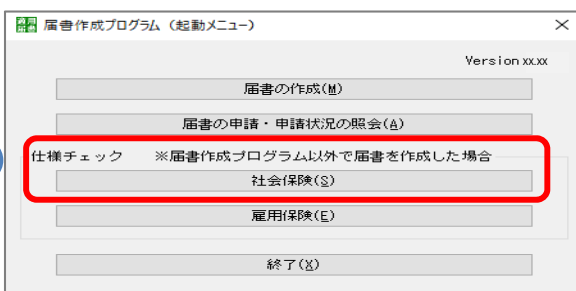 届書作成プログラム (起動メニュー)
Version xx.xx
届書の作成(M)
届書の申請・申請状況の照会(A)
仕様チェック ※届書作成プログラム以外で届書を作成した場合
社会保険(S)
雇用保険(E)
終了(X)